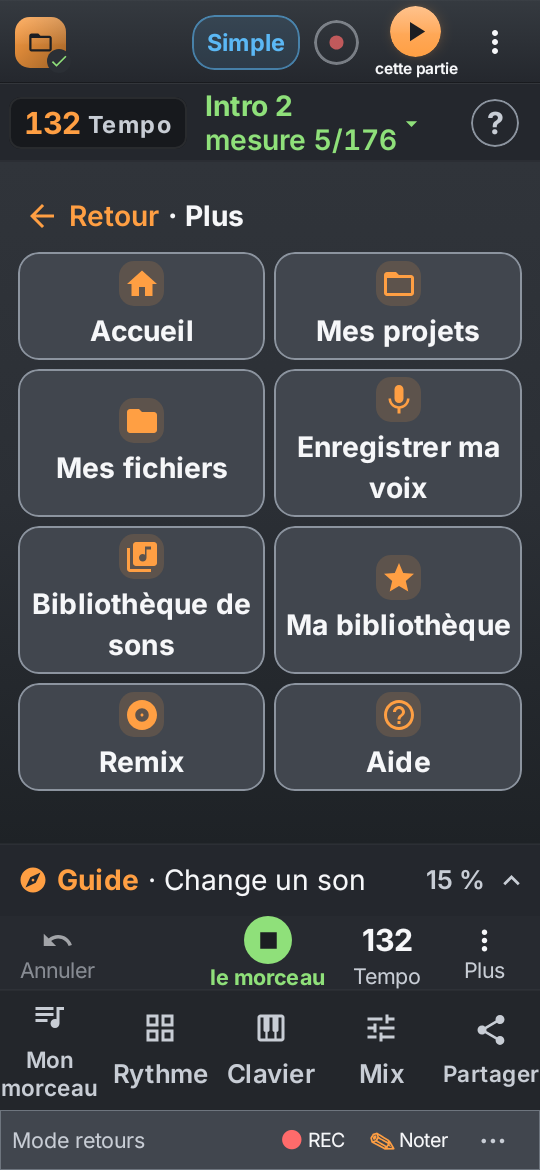 Simple
cette partie
132 Tempo
Intro 2
mesure 5/176
?
Retour · Plus
Accueil
Mes projets
Mes fichiers
Enregistrer ma
voix
Bibliothèque de
sons
Ma bibliothèque
Remix
Aide
Guide · Change un son
15 %
Annuler
le morceau
132
Tempo
Plus
Mon
morceau
Rythme
Clavier
Mix
Partager
Mode retours
REC
Noter